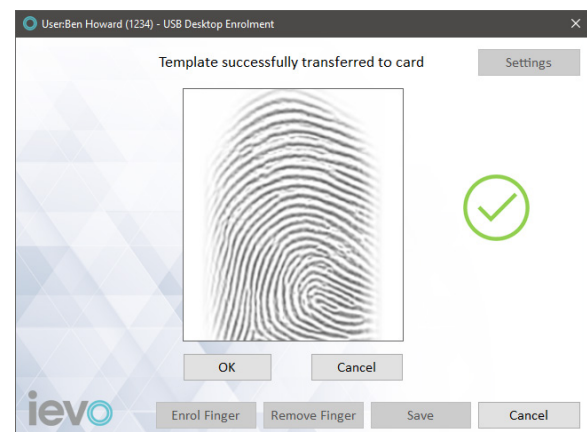 User:Ben Howard (1234) - USB Desktop Enrolment
Template successfully transferred to card
Settings
OK
Cancel
ievo
Enrol Finger
Remove Finger
Save
Cancel